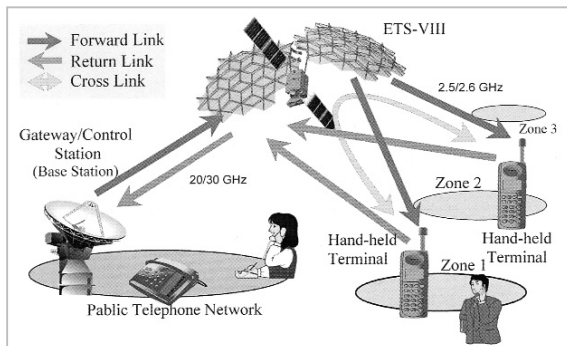 Forward Link
Return Link
Cross Link
ETS-VIII
2.5/2.6 GHz
Zone 3
Gateway/Control
Station
(Base Station)
20/30 GHz
Zone 2
Hand-held
Terminal
Hand-held
Terminal
Zone 1
Pablic Telephone Network